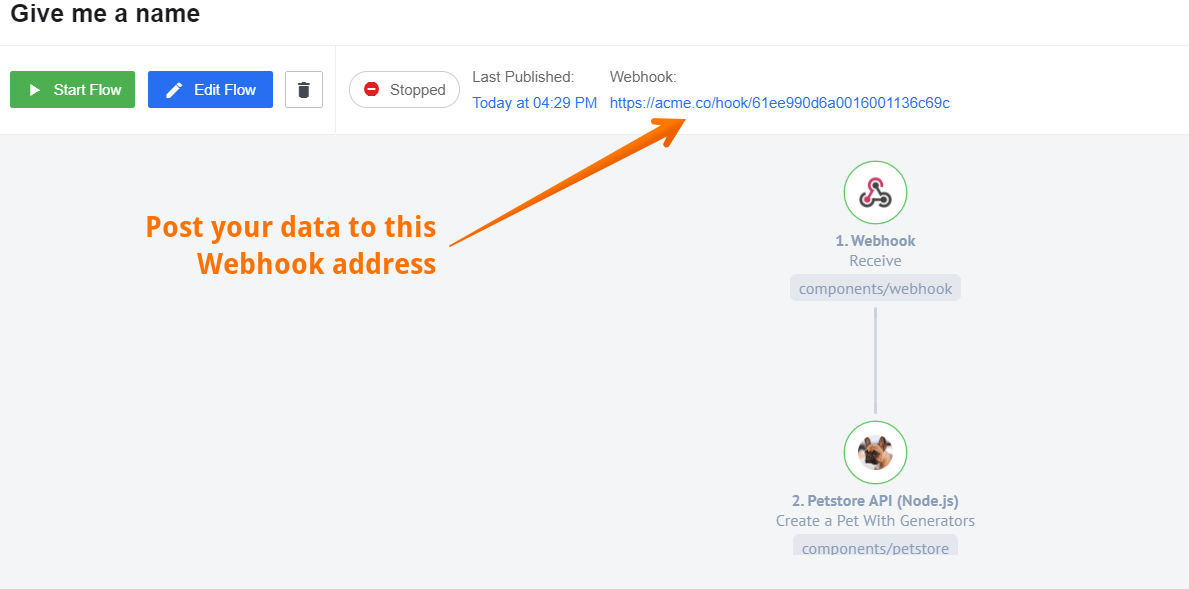 Give me a name
Start Flow
Edit Flow
Stopped
Last Published:
Today at 04:29 PM
Webhook:
https://acme.co/hook/61ee990d6a0016001136c69c
Post your data to this
Webhook address
1. Webhook
Receive
components/webhook
2. Petstore API (Node.js)
Create a Pet With Generators
components/petstore